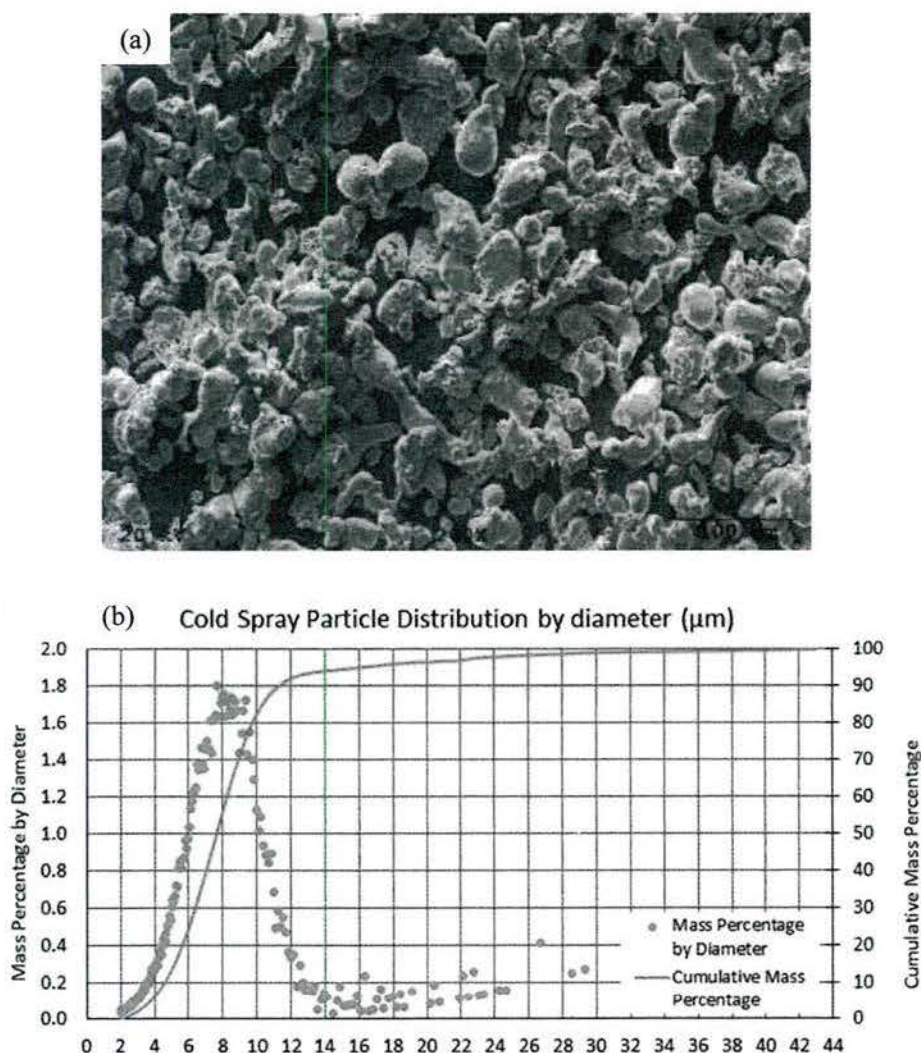 (a)
(b)
Cold Spray Particle Distribution by diameter (µm)
Mass Percentage by Diameter
2.0
1.8
1.6
1.4
1.2
1.0
0.8
0.6
0.4
0.2
0.0
100
90
80
70
60
50
40
30
20
10
0
Cumulative Mass Percentage
Mass Percentage
by Diameter
Cumulative Mass
Percentage
0 2 4 6 8 10 12 14 16 18 20 22 24 26 28 30 32 34 36 38 40 42 44